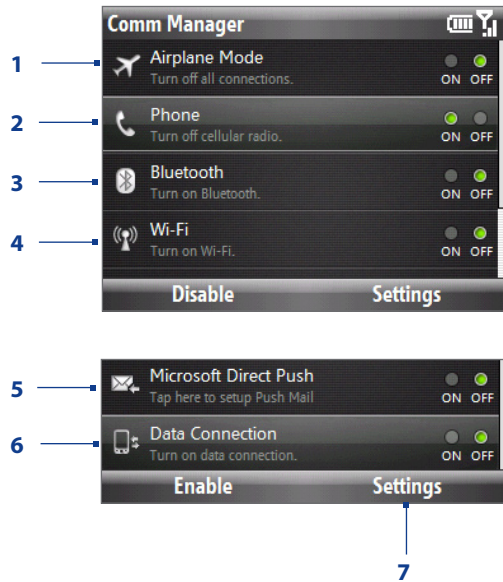 Comm Manager
1 Airplane Mode
Turn off all connections.
ON OFF
2 Phone
Turn off cellular radio.
ON OFF
3 Bluetooth
Turn on Bluetooth.
ON OFF
4 Wi-Fi
Turn on Wi-Fi.
ON OFF
Disable Settings
5 Microsoft Direct Push
Tap here to setup Push Mail
ON OFF
6 Data Connection
Turn on data connection.
ON OFF
Enable Settings
7